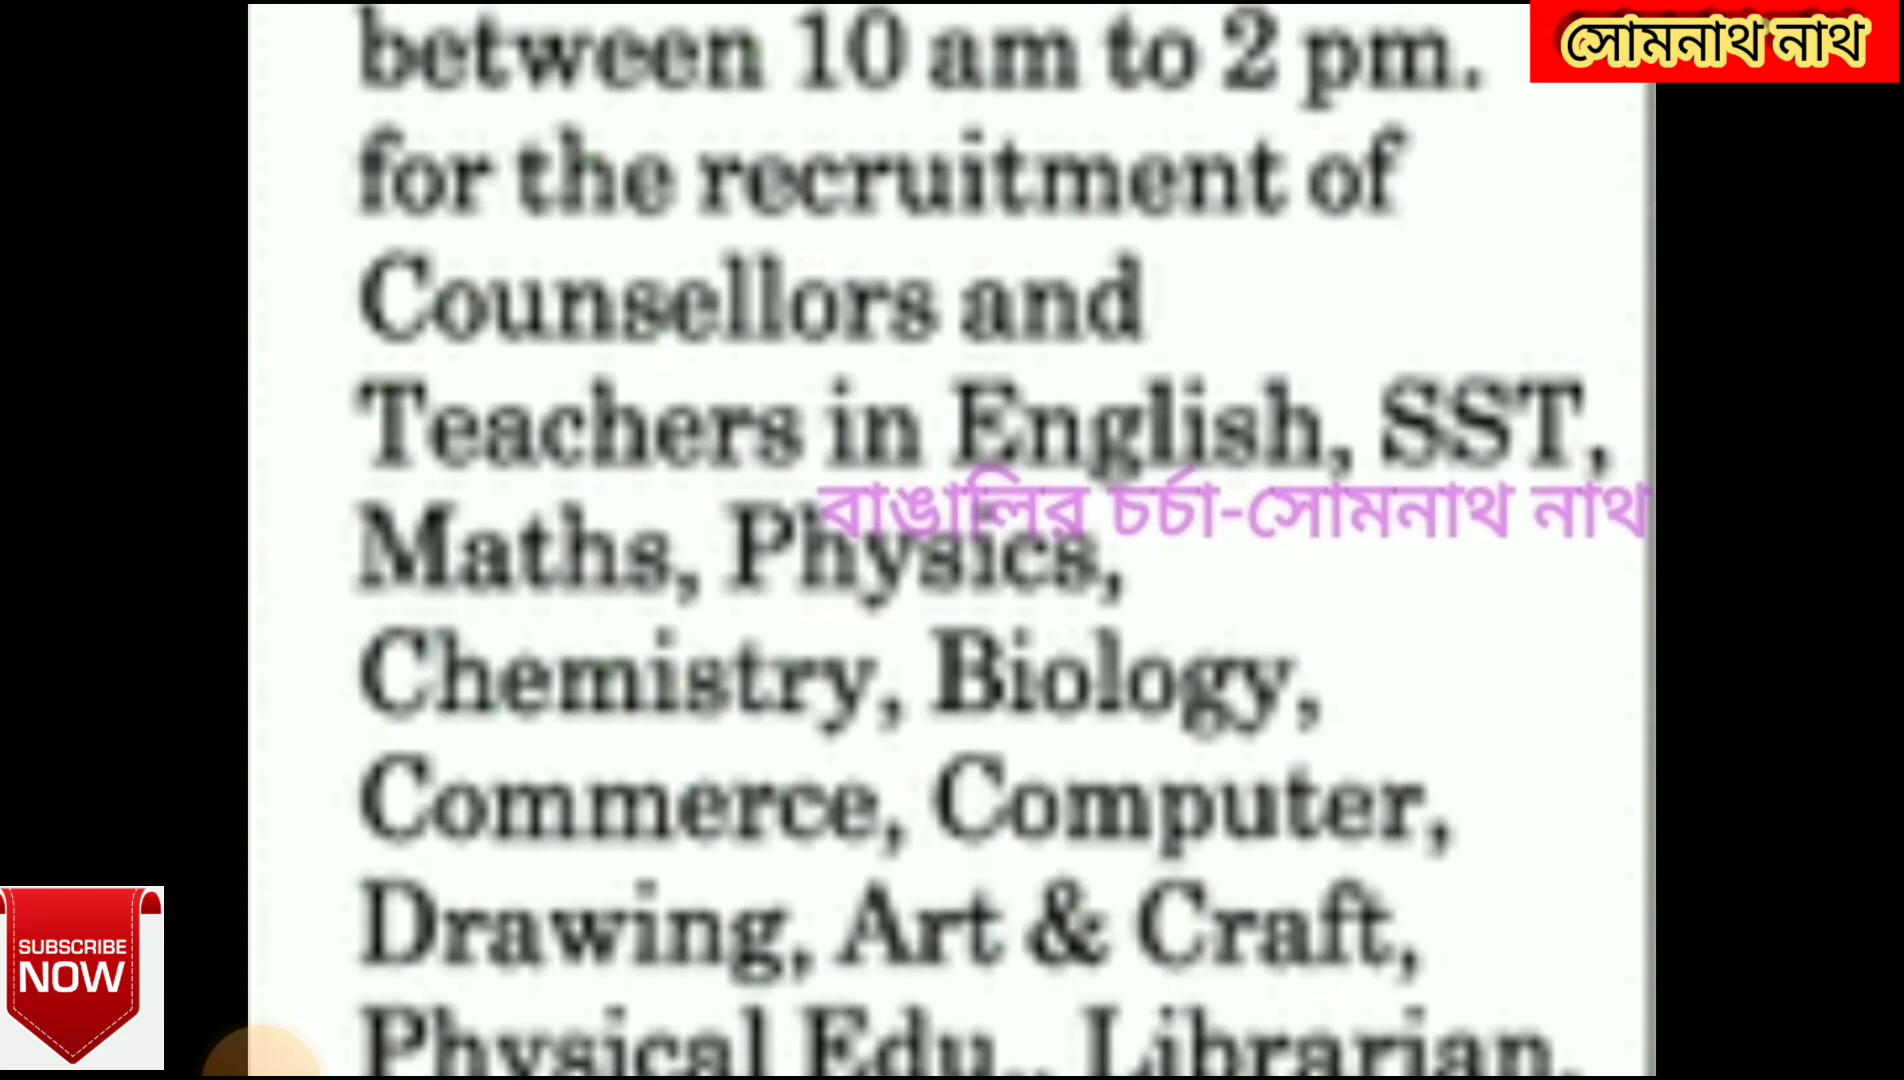 between 10 am to 2 pm.
সোমনাথ নাথ
for the recruitment of
Counsellors and
Teachers in English, SST,
বাঙালির চর্চা-সোমনাথ নাথ
Maths, Physics,
Chemistry, Biology,
Commerce, Computer,
Drawing, Art & Craft,
Physical Edu., Librarian,
SUBSCRIBE
NOW